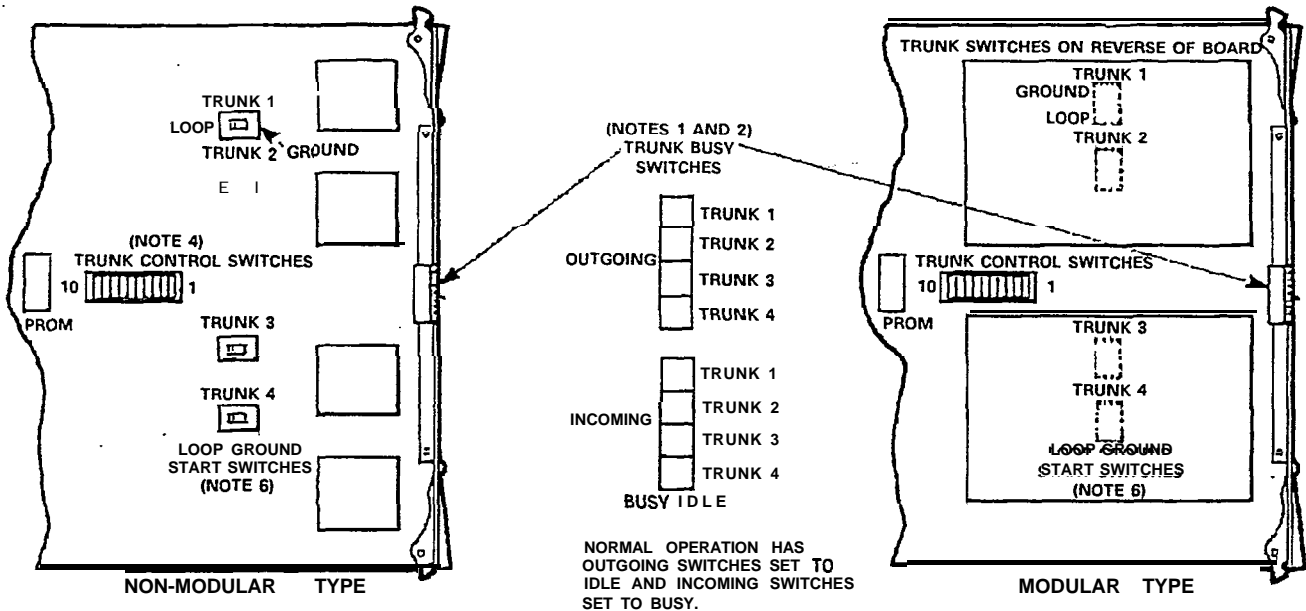 TRUNK 1
LOOP
TRUNK 2 GROUND
E I
(NOTE 4)
TRUNK CONTROL SWITCHES
10 1
PROM
TRUNK 3
TRUNK 4
LOOP GROUND
START SWITCHES
(NOTE 6)
NON-MODULAR TYPE
(NOTES 1 AND 2)
TRUNK BUSY
SWITCHES
OUTGOING
TRUNK 1
TRUNK 2
TRUNK 3
TRUNK 4
INCOMING
TRUNK 1
TRUNK 2
TRUNK 3
TRUNK 4
BUSY IDLE
NORMAL OPERATION HAS
OUTGOING SWITCHES SET TO
IDLE AND INCOMING SWITCHES
SET TO BUSY.
TRUNK SWITCHES ON REVERSE OF BOARD
TRUNK 1
GROUND
LOOP
TRUNK 2
TRUNK CONTROL SWITCHES
10 1
PROM
TRUNK 3
TRUNK 4
LOOP GROUND
START SWITCHES
(NOTE 6)
MODULAR TYPE